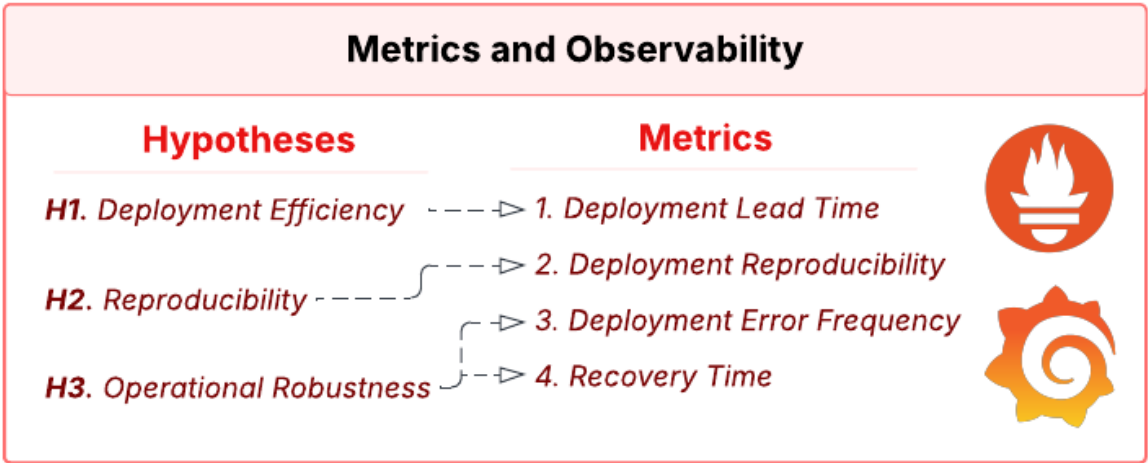 Metrics and Observability
Hypotheses
H1. Deployment Efficiency
H2. Reproducibility
H3. Operational Robustness
Metrics
1. Deployment Lead Time
2. Deployment Reproducibility
3. Deployment Error Frequency
4. Recovery Time